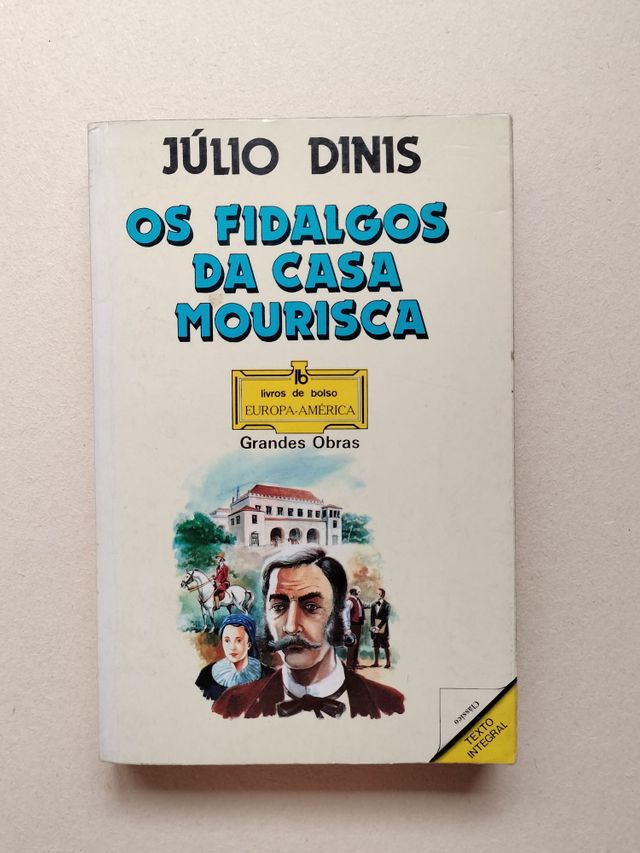 JÚLIO DINIS
OS FIDALGOS
DA CASA
MOURISCA
lb
livros de bolso
EUROPA-AMÉRICA
Grandes Obras
Clássico
TEXTO
INTEGRAL